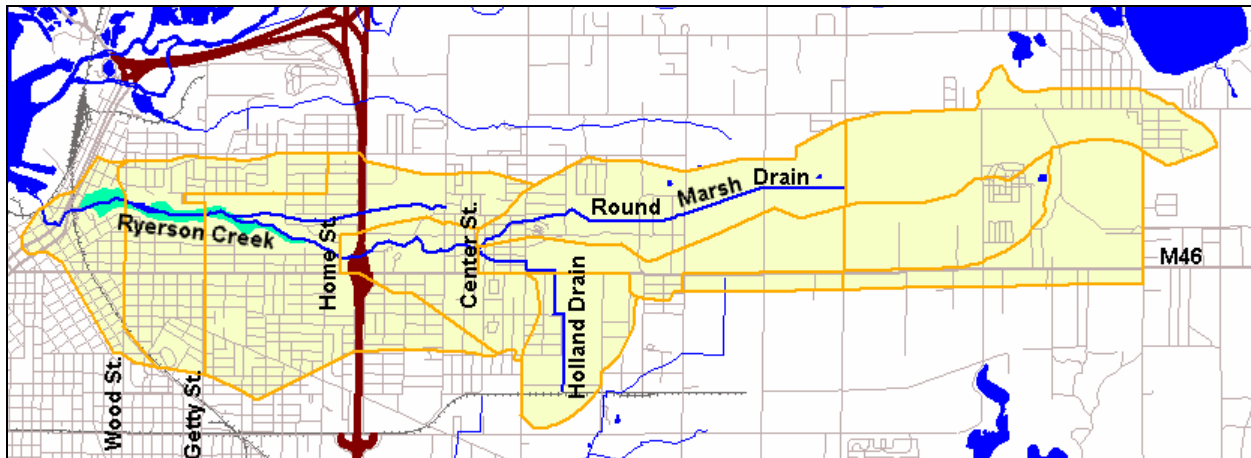 Round Marsh Drain
Ryerson Creek
Home St.
Center St.
M46
Holland Drain
Wood St.
Getty St.